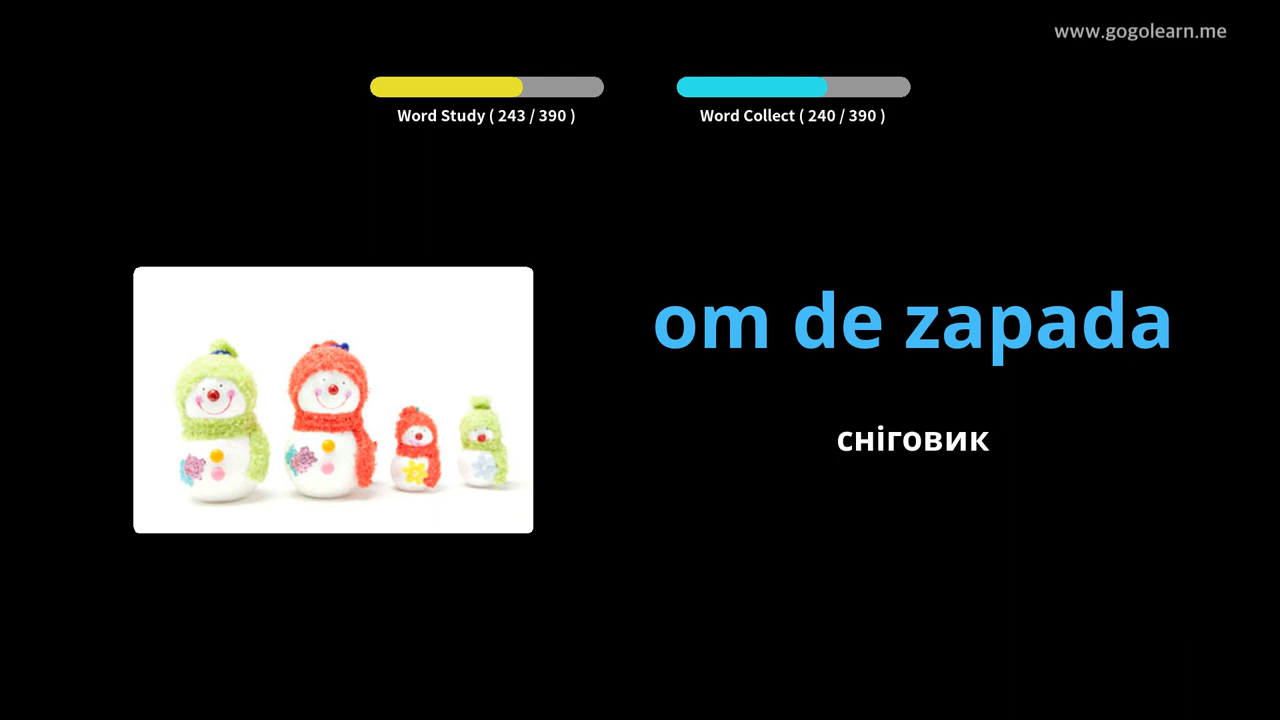 www.gogolearn.me
Word Study ( 243 / 390 )
Word Collect ( 240 / 390 )
om de zapada
сніговик